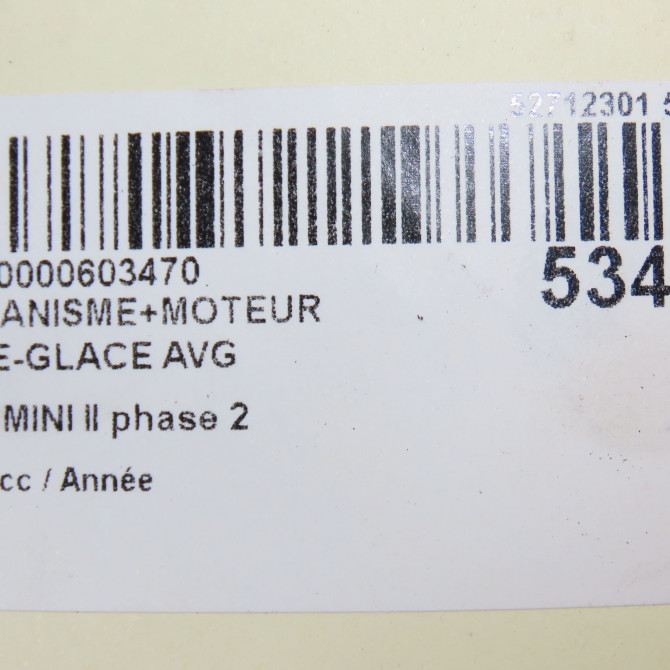 52712301 5
0000603470
534
ANISME+MOTEUR
E-GLACE AVG
MINI II phase 2
cc / Année